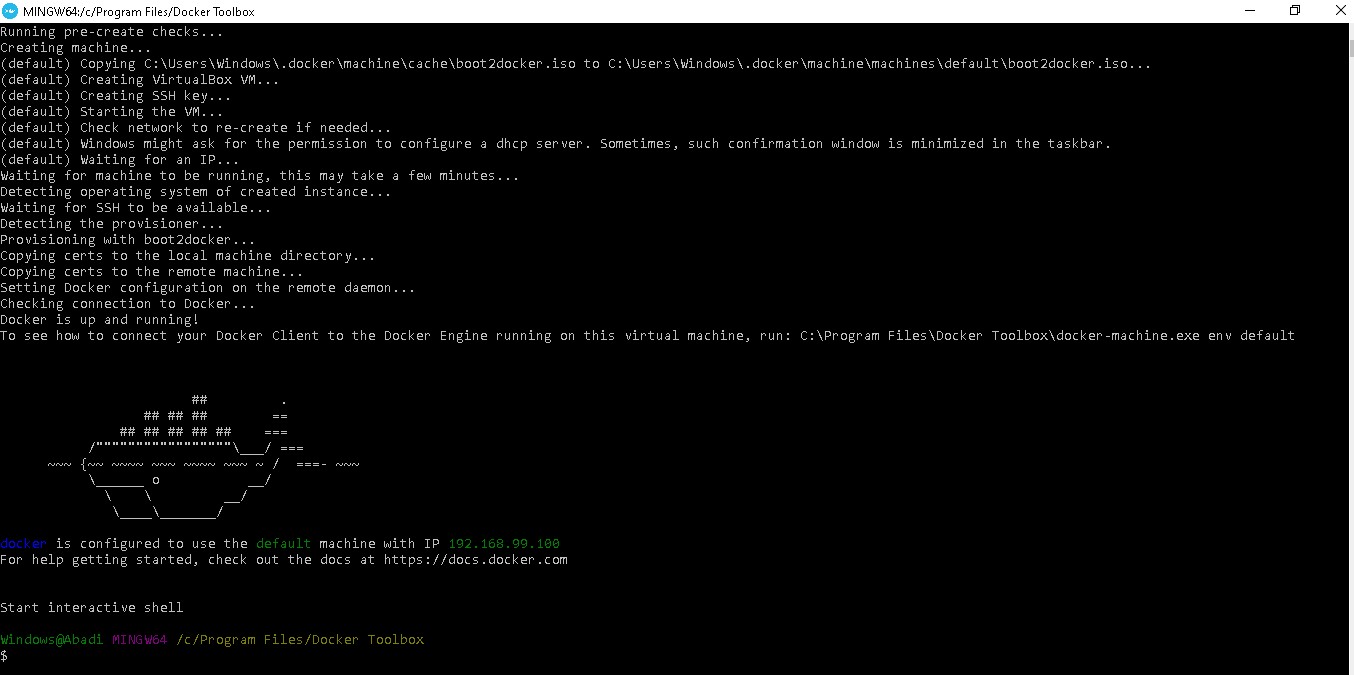 MINGW64:/c/Program Files/Docker Toolbox
Running pre-create checks...
Creating machine...
(default) Copying C:\Users\Windows\.docker\machine\cache\boot2docker.iso to C:\Users\Windows\.docker\machine\machines\default\boot2docker.iso...
(default) Creating VirtualBox VM...
(default) Creating SSH key...
(default) Starting the VM...
(default) Check network to re-create if needed...
(default) Windows might ask for the permission to configure a dhcp server. Sometimes, such confirmation window is minimized in the taskbar.
(default) Waiting for an IP...
Waiting for machine to be running, this may take a few minutes...
Detecting operating system of created instance...
Waiting for SSH to be available...
Detecting the provisioner...
Provisioning with boot2docker...
Copying certs to the local machine directory...
Copying certs to the remote machine...
Setting Docker configuration on the remote daemon...
Checking connection to Docker...
Docker is up and running!
To see how to connect your Docker Client to the Docker Engine running on this virtual machine, run: C:\Program Files\Docker Toolbox\docker-machine.exe env default
                        ##         .
                  ## ## ##        ==
               ## ## ## ## ##    ===
           /"""""""""""""""""\___/ ===
      ~~~ {~~ ~~~~ ~~~ ~~~~ ~~~ ~ /  ===- ~~~
           \______ o           __/
             \    \         __/
              \____\_______/
docker is configured to use the default machine with IP 192.168.99.100
For help getting started, check out the docs at https://docs.docker.com
Start interactive shell
Windows@Abadi MINGW64 /c/Program Files/Docker Toolbox
$